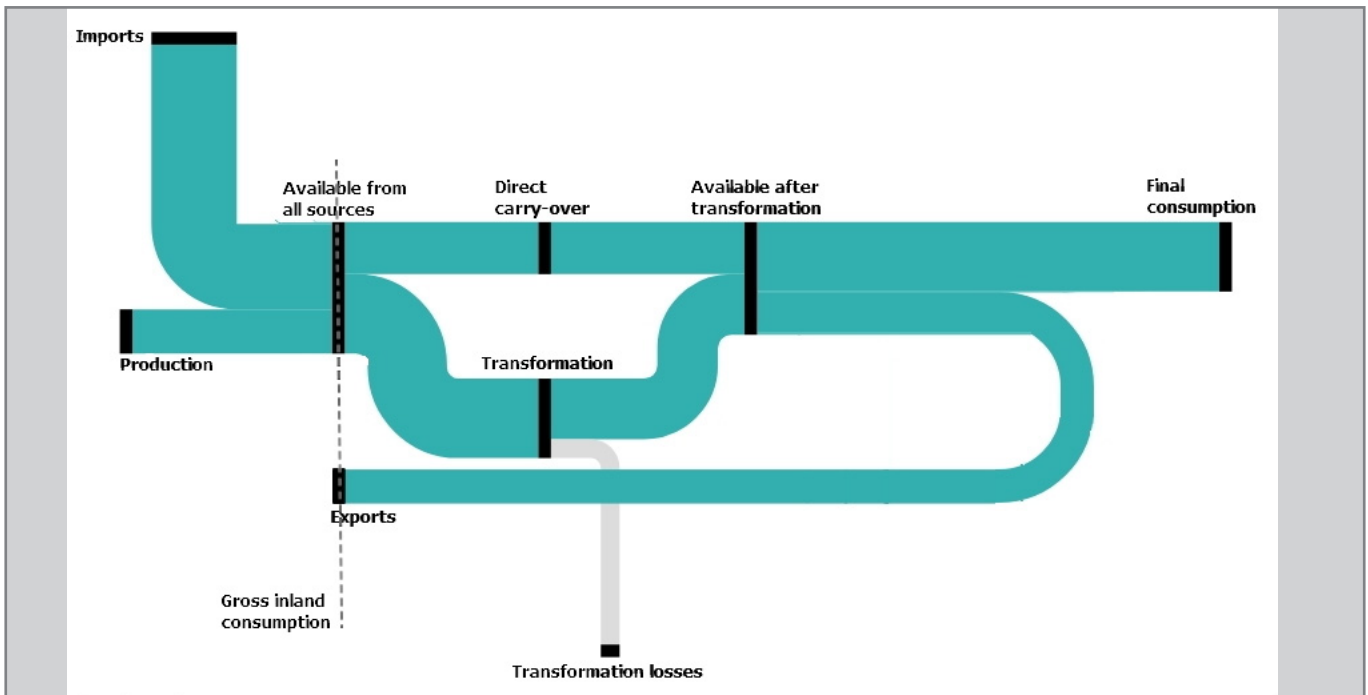 Imports
Available from
all sources
Direct
carry-over
Available after
transformation
Final
consumption
Production
Transformation
Exports
Gross inland
consumption
Transformation losses